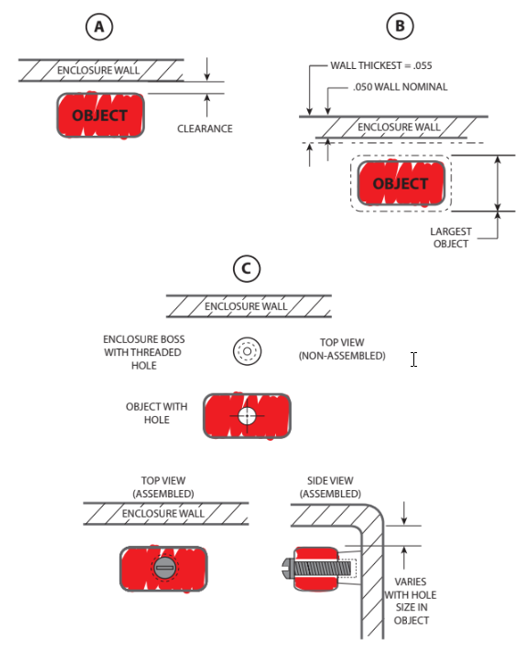 A
ENCLOSURE WALL
OBJECT
CLEARANCE
B
WALL THICKEST = .055
.050 WALL NOMINAL
ENCLOSURE WALL
OBJECT
LARGEST
OBJECT
C
ENCLOSURE WALL
ENCLOSURE BOSS
WITH THREADED
HOLE
TOP VIEW
(NON-ASSEMBLED)
OBJECT WITH
HOLE
TOP VIEW
(ASSEMBLED)
ENCLOSURE WALL
SIDE VIEW
(ASSEMBLED)
VARIES
WITH HOLE
SIZE IN
OBJECT